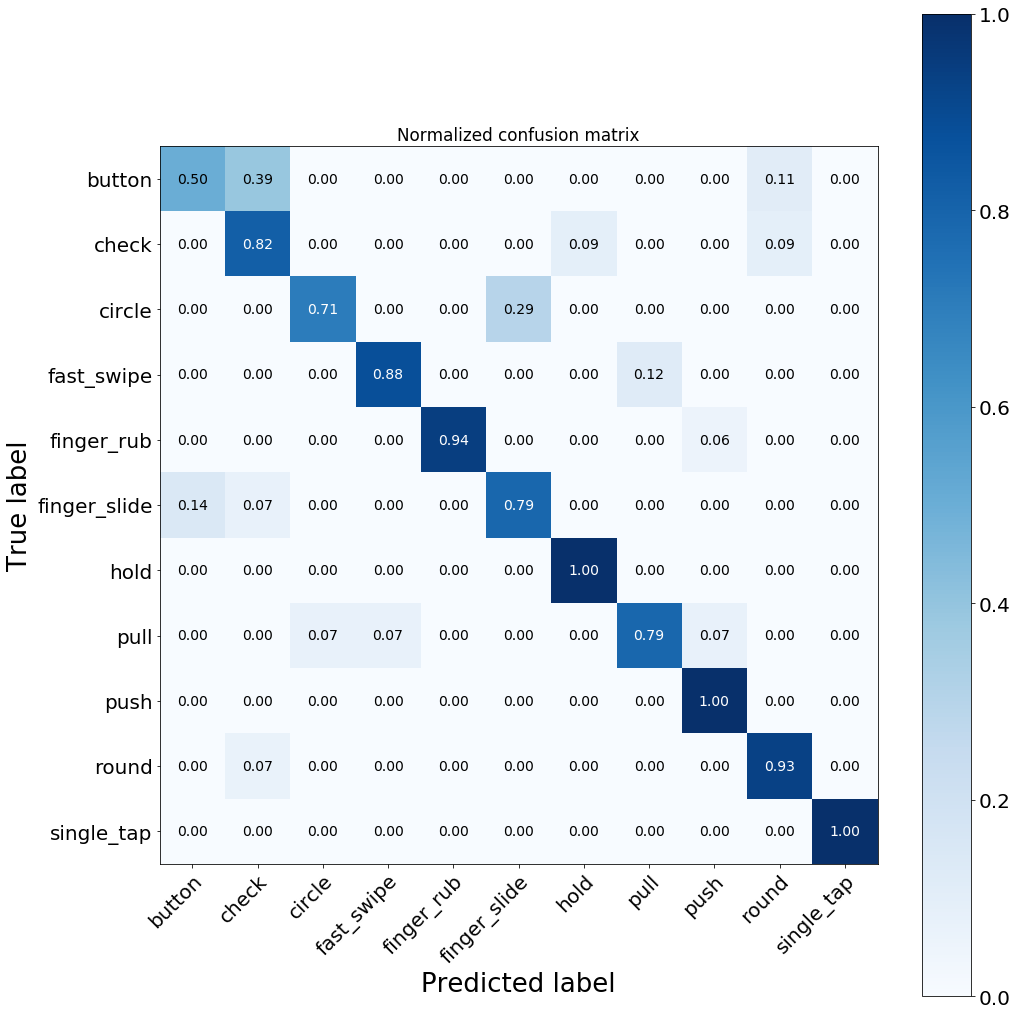 Normalized confusion matrix
1.0
button 0.50 0.39 0.00 0.00 0.00 0.00 0.00 0.00 0.00 0.11 0.00
check 0.00 0.82 0.00 0.00 0.00 0.00 0.09 0.00 0.00 0.09 0.00
0.8
circle 0.00 0.00 0.71 0.00 0.00 0.29 0.00 0.00 0.00 0.00 0.00
fast_swipe 0.00 0.00 0.00 0.88 0.00 0.00 0.00 0.12 0.00 0.00 0.00
0.6
finger_rub 0.00 0.00 0.00 0.00 0.94 0.00 0.00 0.00 0.06 0.00 0.00
True label
finger_slide 0.14 0.07 0.00 0.00 0.00 0.79 0.00 0.00 0.00 0.00 0.00
hold 0.00 0.00 0.00 0.00 0.00 0.00 1.00 0.00 0.00 0.00 0.00
0.4
pull 0.00 0.00 0.07 0.07 0.00 0.00 0.00 0.79 0.07 0.00 0.00
push 0.00 0.00 0.00 0.00 0.00 0.00 0.00 0.00 1.00 0.00 0.00
round 0.00 0.07 0.00 0.00 0.00 0.00 0.00 0.00 0.00 0.93 0.00
0.2
single_tap 0.00 0.00 0.00 0.00 0.00 0.00 0.00 0.00 0.00 0.00 1.00
button check circle fast_swipe finger_rub finger_slide hold pull push round single_tap
Predicted label
0.0